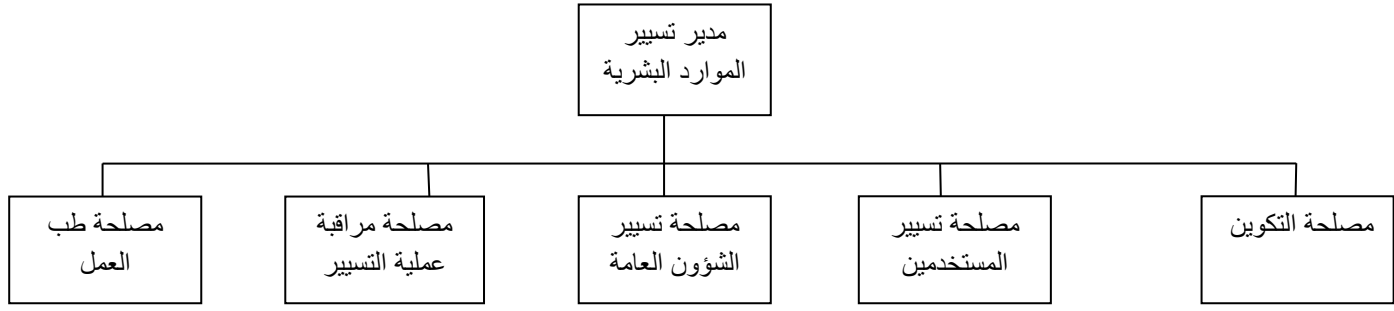 مدير تسيير
الموارد البشرية
مصلحة التكوين
مصلحة تسيير
المستخدمين
مصلحة تسيير
الشؤون العامة
مصلحة مراقبة
عملية التسيير
مصلحة طب
العمل